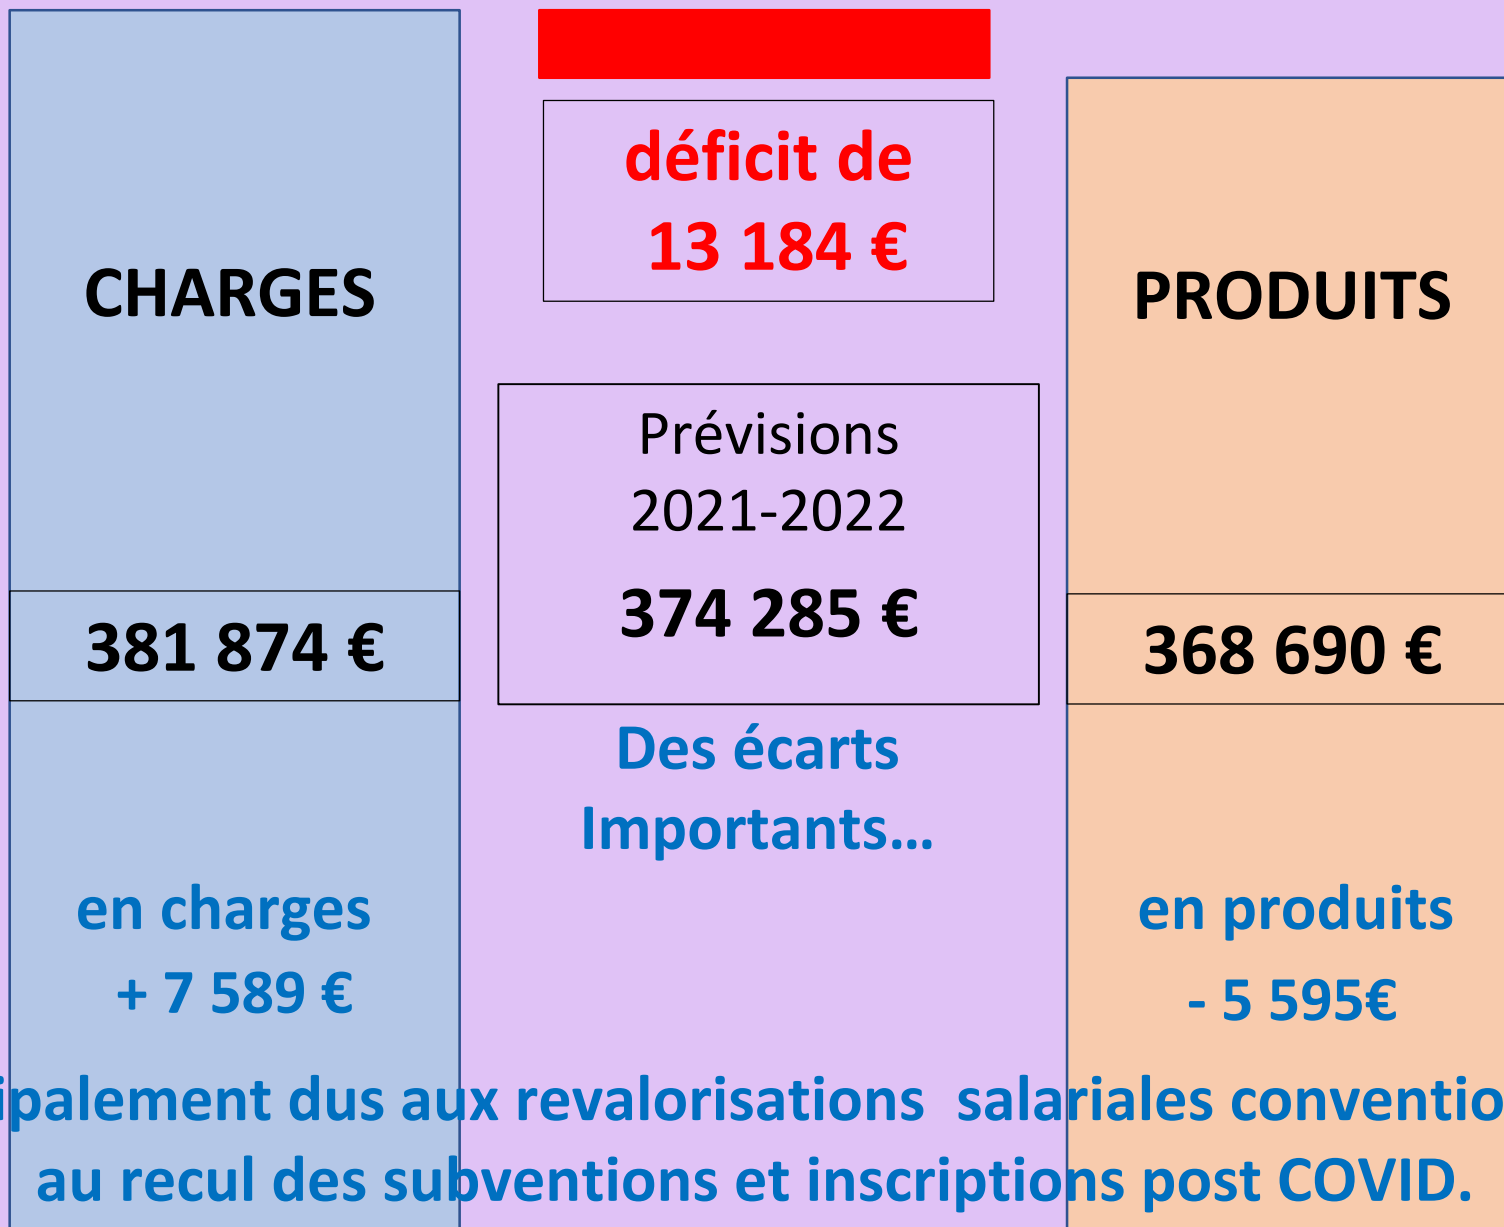 déficit de
13 184 €
CHARGES
PRODUITS
Prévisions
2021-2022
374 285 €
381 874 €
368 690 €
Des écarts
Importants...
en charges
+ 7 589 €
en produits
- 5 595€
ipalement dus aux revalorisations salariales conventio
au recul des subventions et inscriptions post COVID.